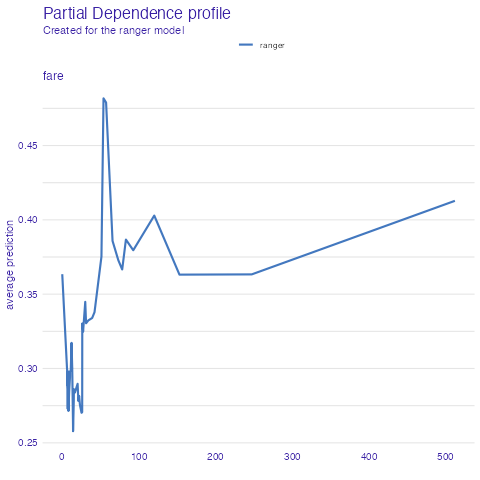 Partial Dependence profile
Created for the ranger model
ranger
fare
average prediction
0.45
0.40
0.35
0.30
0.25
0 100 200 300 400 500